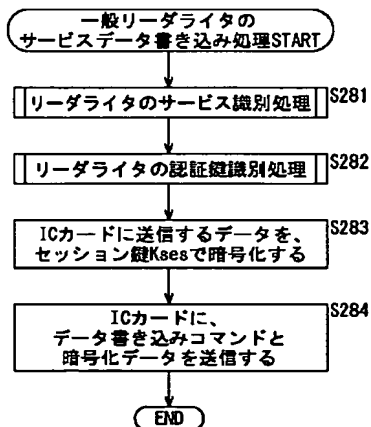 一般リーダライタの
サービスデータ書き込み処理START
リーダライタのサービス識別処理
S281
リーダライタの認証鍵識別処理
S282
ICカードに送信するデータを、
セッション鍵Ksesで暗号化する
S283
ICカードに、
データ書き込みコマンドと
暗号化データを送信する
S284
END